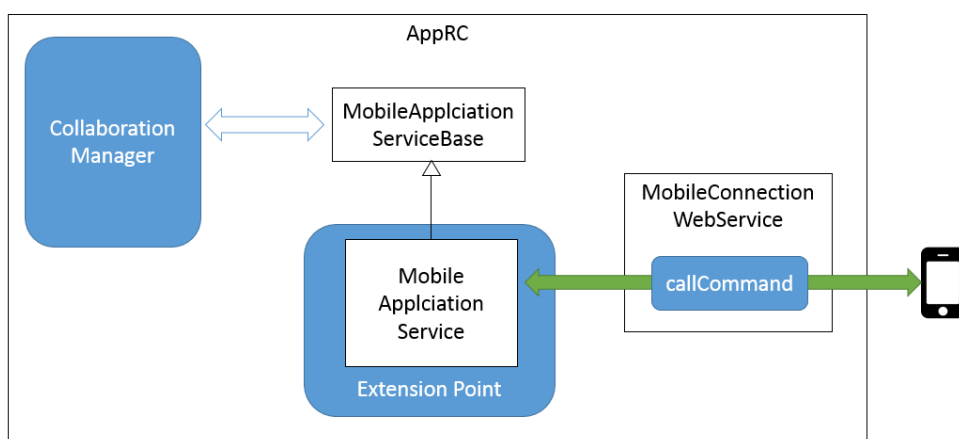 AppRC
Collaboration
Manager
MobileApplciation
ServiceBase
MobileConnection
WebService
callCommand
Mobile
Applciation
Service
Extension Point